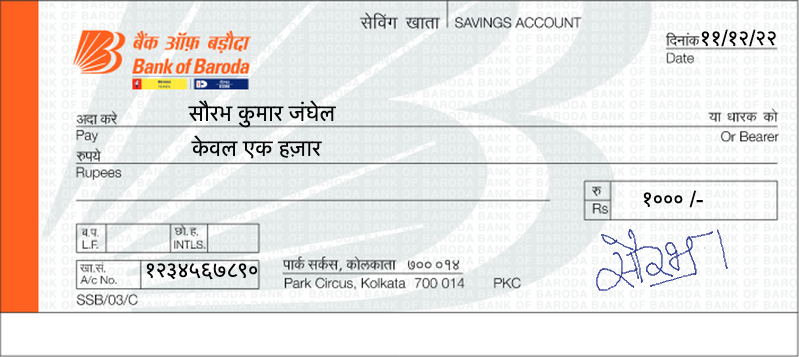 सेविंग खाता | SAVINGS ACCOUNT
बैंक ऑफ़ बड़ौदा
Bank of Baroda
दिनांक ११/१२/२२
Date
अदा करे सौरभ कुमार जंघेल या धारक को
Pay Or Bearer
रुपये केवल एक हज़ार
Rupees
रु
Rs १००० /-
ब.प. छो.ह.
L.F. INTLS.
सौरभ
खा.सं. १२३४५६७८९० पार्क सर्कस, कोलकाता ७०० ०१४
A/c No. Park Circus, Kolkata 700 014 PKC
SSB/03/C